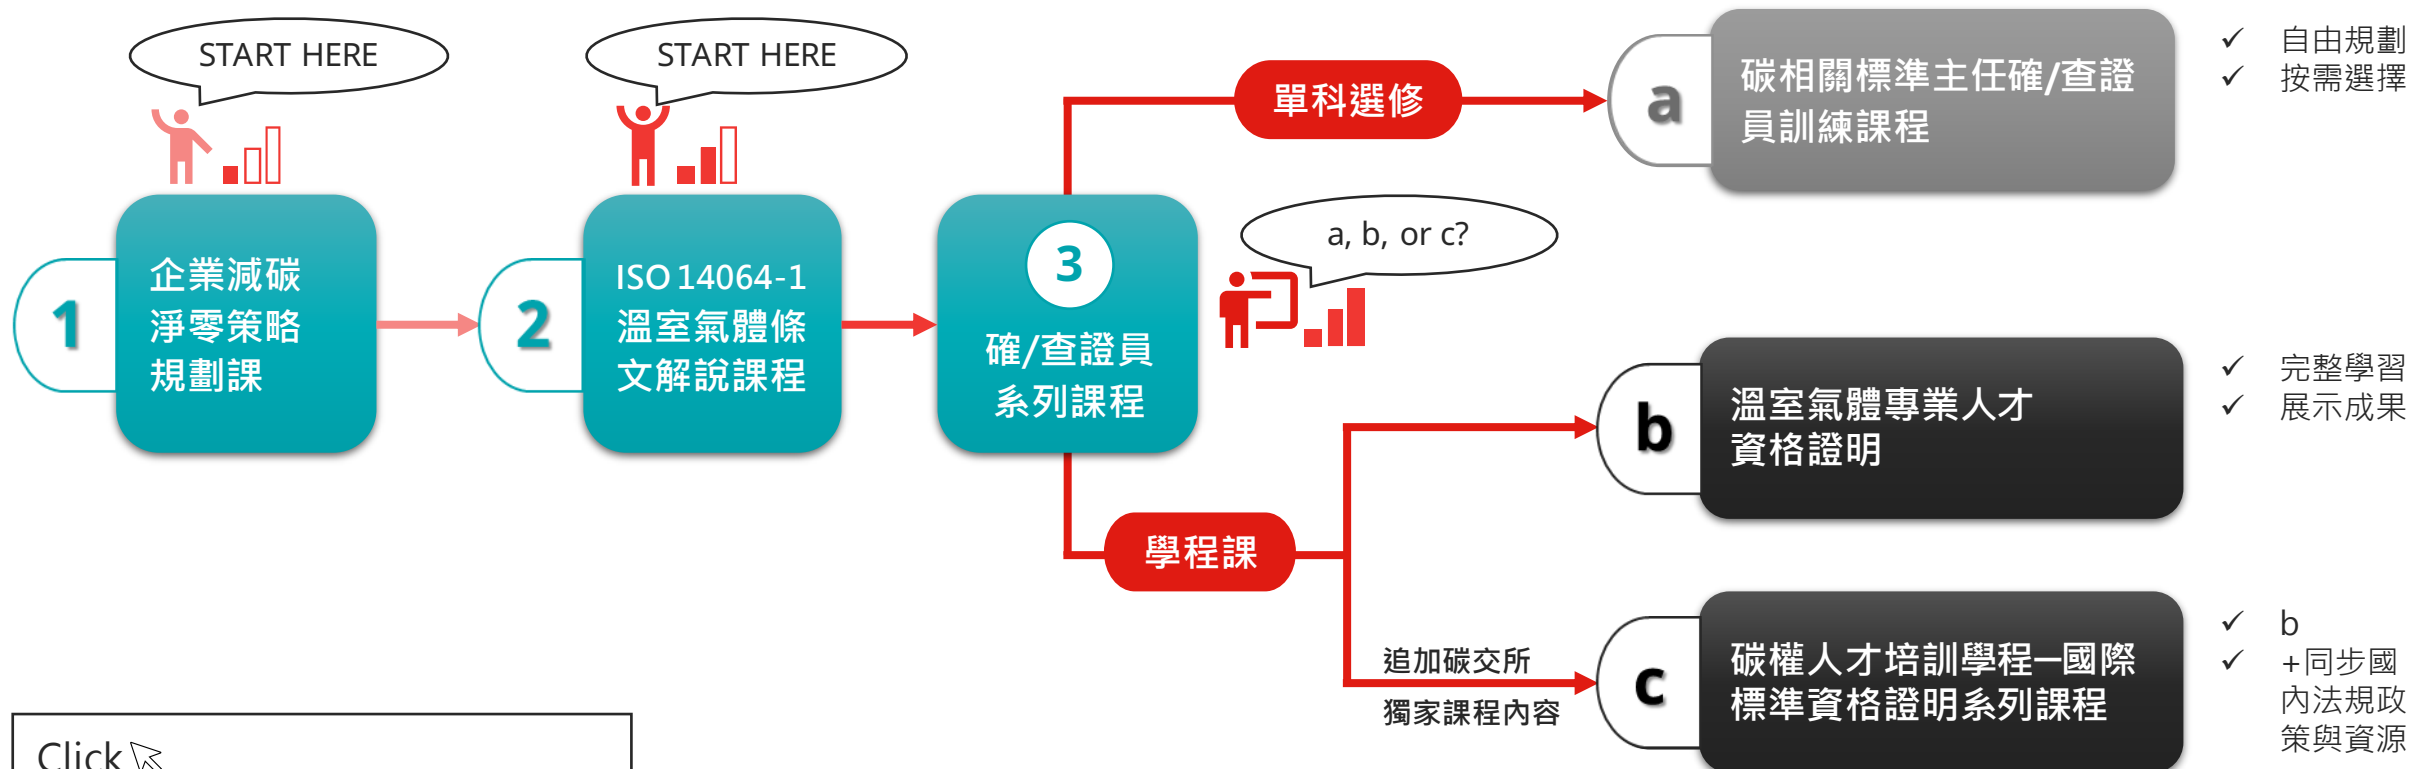 START HERE
1
企業減碳
淨零策略
規劃課
START HERE
2
ISO 14064-1
溫室氣體條
文解說課程
3
確/查證員
系列課程
a, b, or c?
單科選修
a
碳相關標準主任確/查證
員訓練課程
✓ 自由規劃
✓ 按需選擇
學程課
b
溫室氣體專業人才
資格證明
✓ 完整學習
✓ 展示成果
追加碳交所
獨家課程內容
c
碳權人才培訓學程—國際
標準資格證明系列課程
✓ b
✓ +同步國
內法規政
策與資源
Click